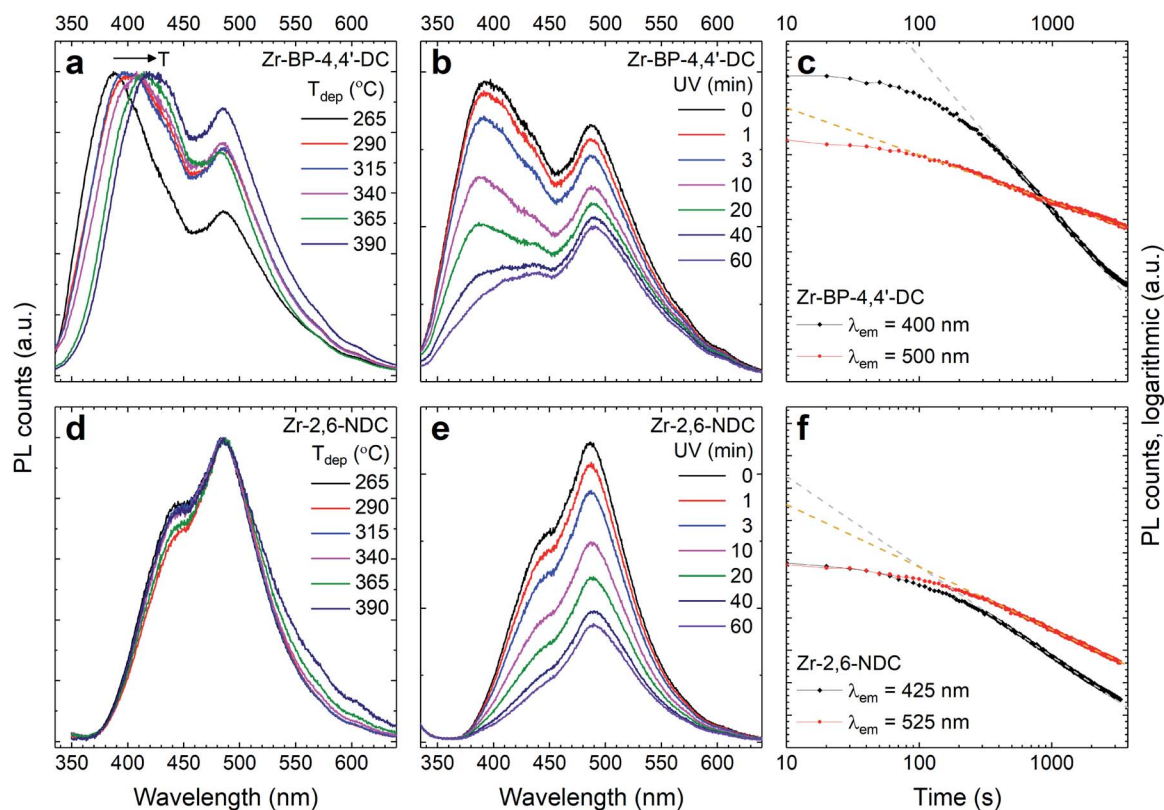 350 400 450 500 550 600
350 400 450 500 550 600
10 100 1000
a
T
Zr-BP-4,4'-DC
Tdep (°C)
265
290
315
340
365
390
b
Zr-BP-4,4'-DC
UV (min)
0
1
3
10
20
40
60
c
Zr-BP-4,4'-DC
λem = 400 nm
λem = 500 nm
PL counts (a.u.)
PL counts, logarithmic (a.u.)
d
Zr-2,6-NDC
Tdep (°C)
265
290
315
340
365
390
e
Zr-2,6-NDC
UV (min)
0
1
3
10
20
40
60
f
Zr-2,6-NDC
λem = 425 nm
λem = 525 nm
350 400 450 500 550 600
350 400 450 500 550 600
10 100 1000
Wavelength (nm)
Wavelength (nm)
Time (s)